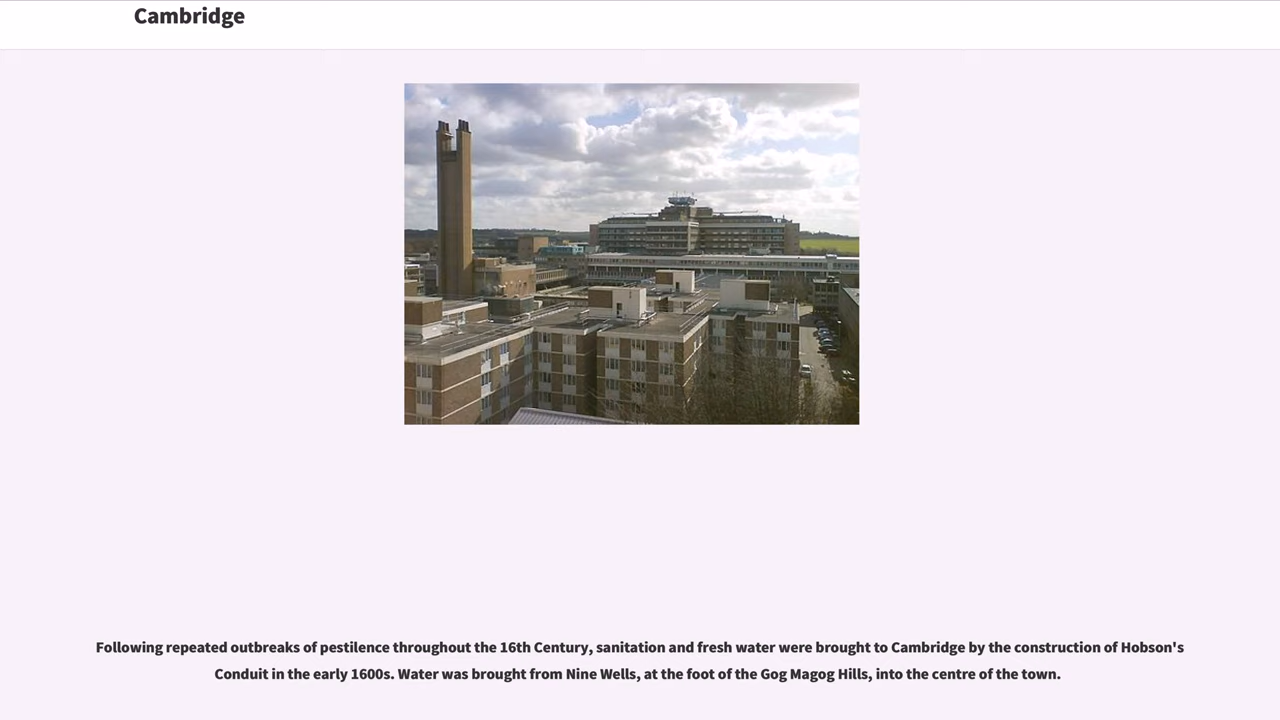 Cambridge
Following repeated outbreaks of pestilence throughout the 16th Century, sanitation and fresh water were brought to Cambridge by the construction of Hobson's
Conduit in the early 1600s. Water was brought from Nine Wells, at the foot of the Gog Magog Hills, into the centre of the town.